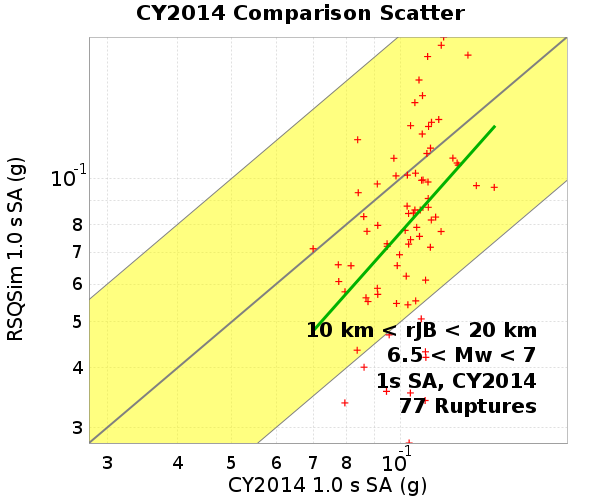 CY2014 Comparison Scatter
RSQSim 1.0 s SA (g)
10-1
8
7
6
5
4
3
10 km < rJB < 20 km
6.5 < Mw < 7
1s SA, CY2014
77 Ruptures
3 4 5 6 7 8 10-1
CY2014 1.0 s SA (g)